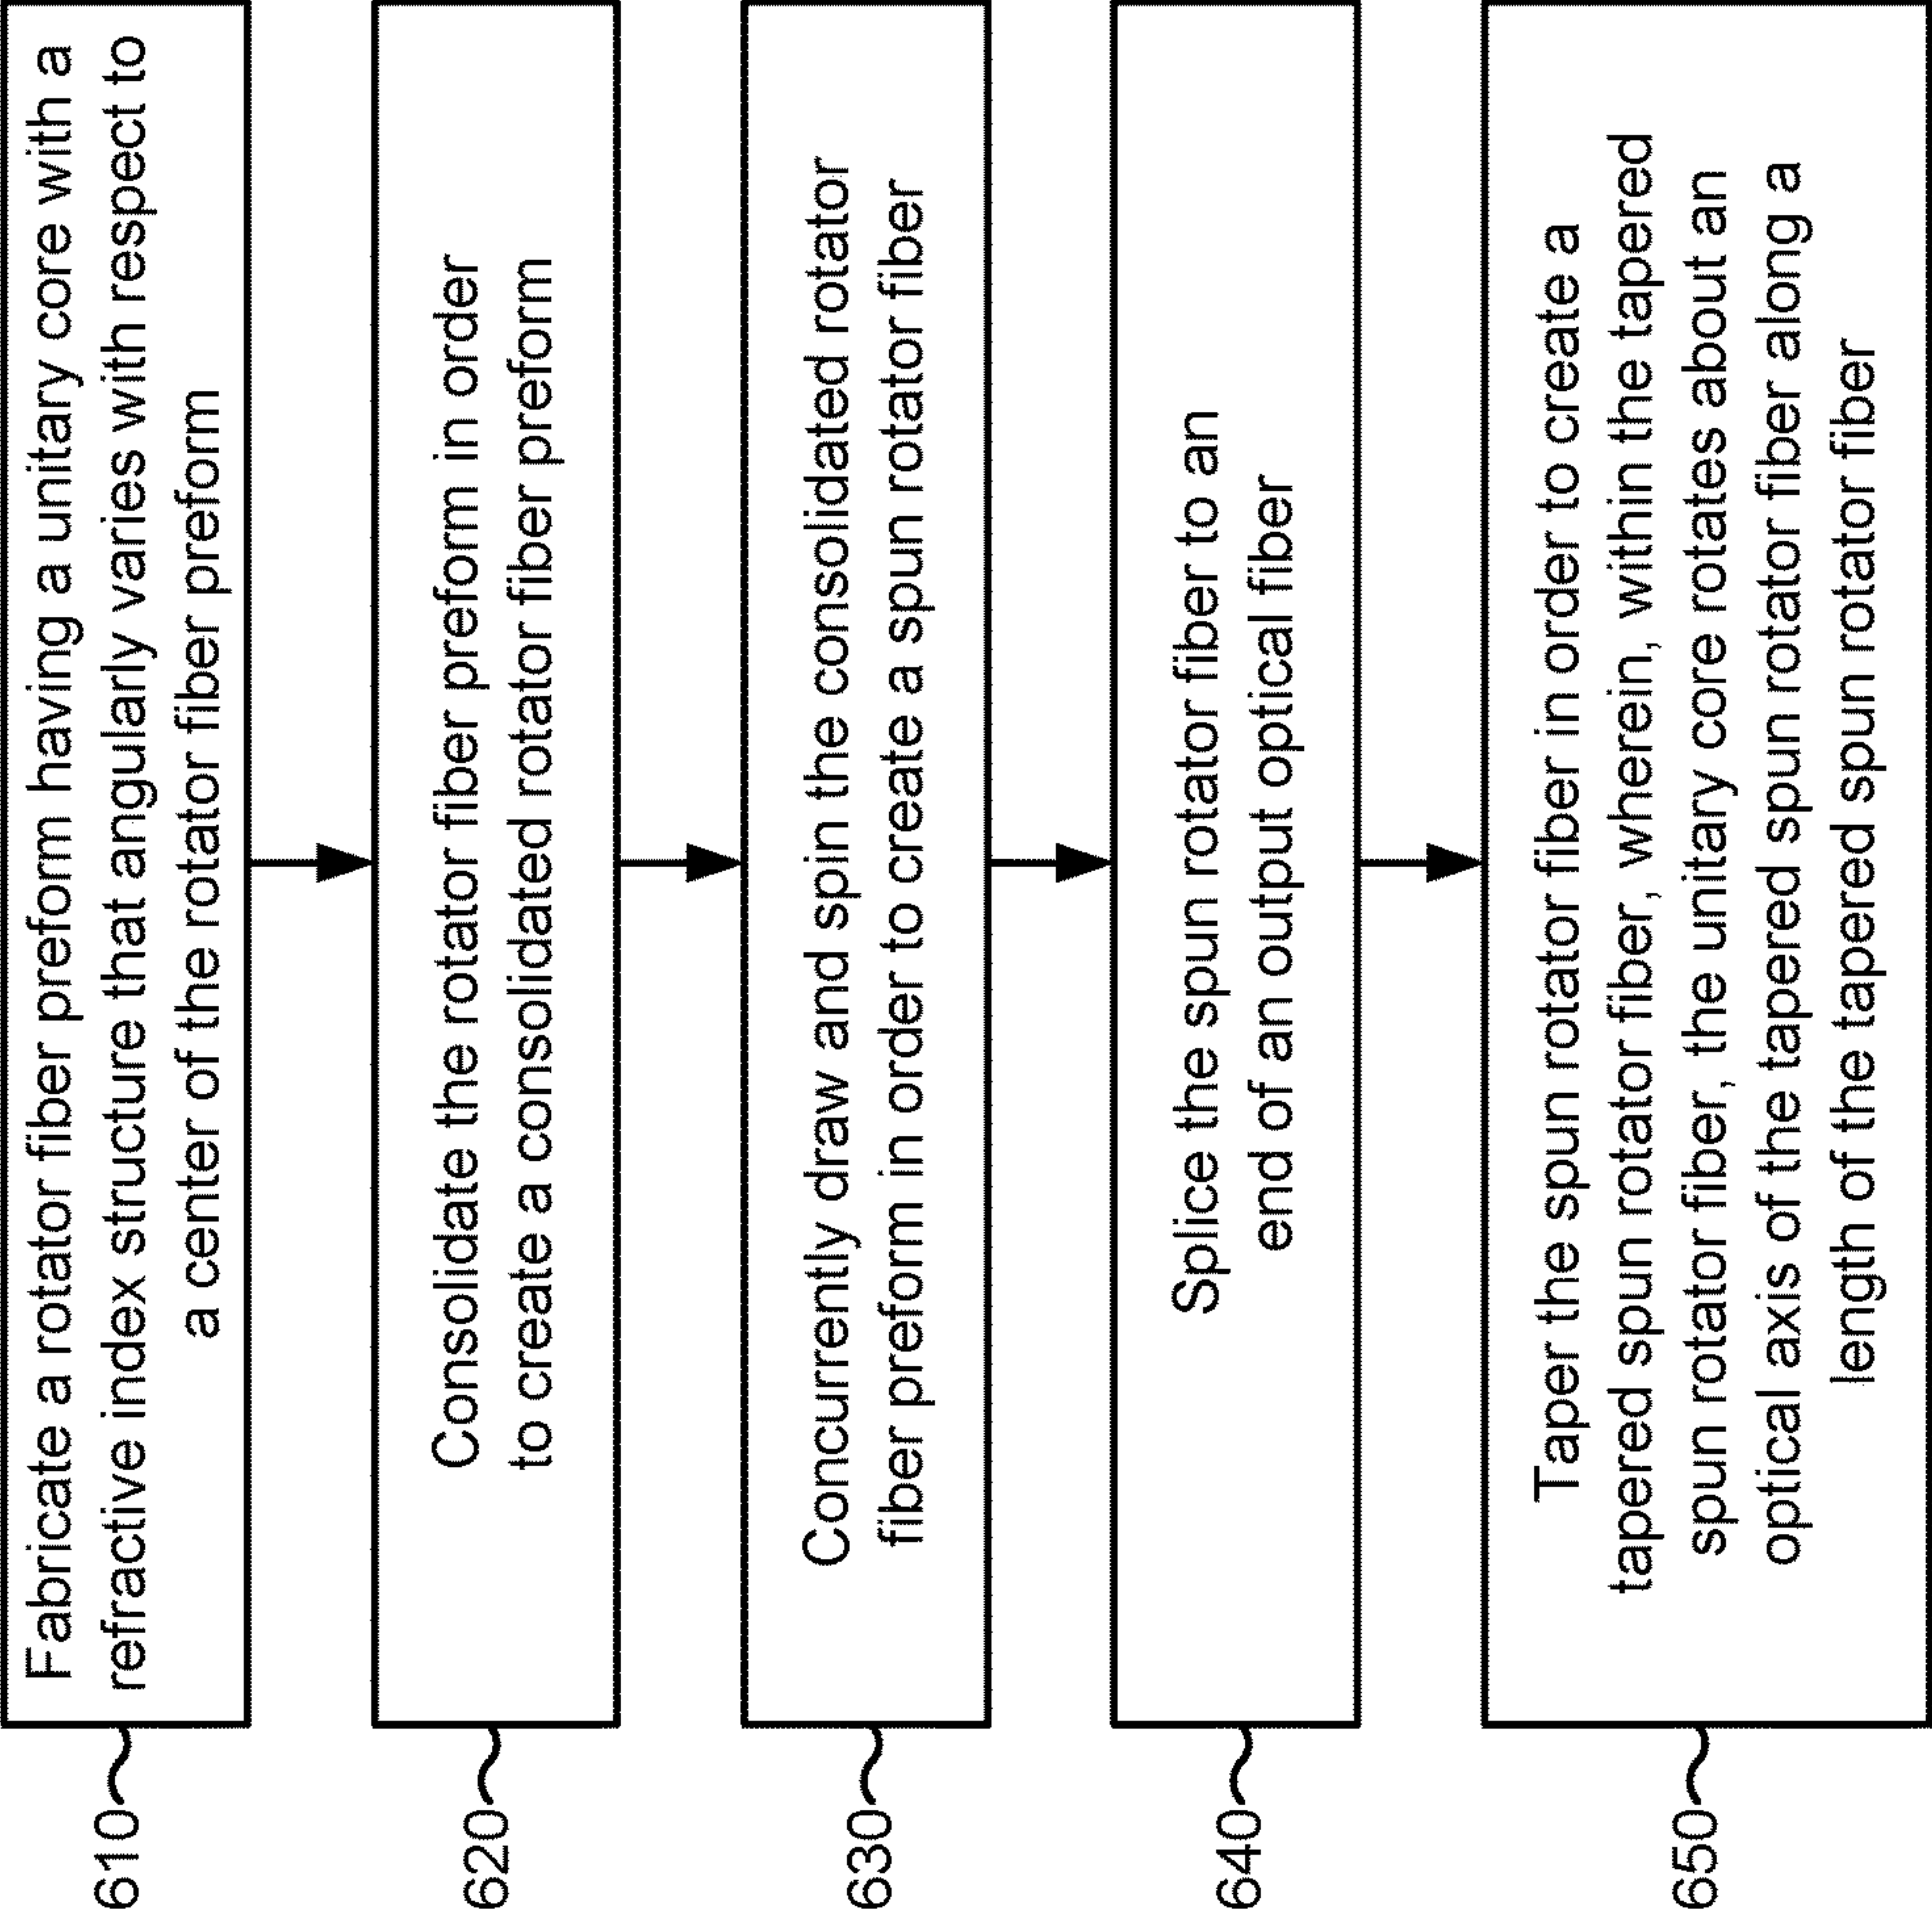 610
Fabricate a rotator fiber preform having a unitary core with a
refractive index structure that angularly varies with respect to
a center of the rotator fiber preform
620
Consolidate the rotator fiber preform in order
to create a consolidated rotator fiber preform
630
Concurrently draw and spin the consolidated rotator
fiber preform in order to create a spun rotator fiber
640
Splice the spun rotator fiber to an
end of an output optical fiber
650
Taper the spun rotator fiber in order to create a
tapered spun rotator fiber, wherein, within the tapered
spun rotator fiber, the unitary core rotates about an
optical axis of the tapered spun rotator fiber along a
length of the tapered spun rotator fiber